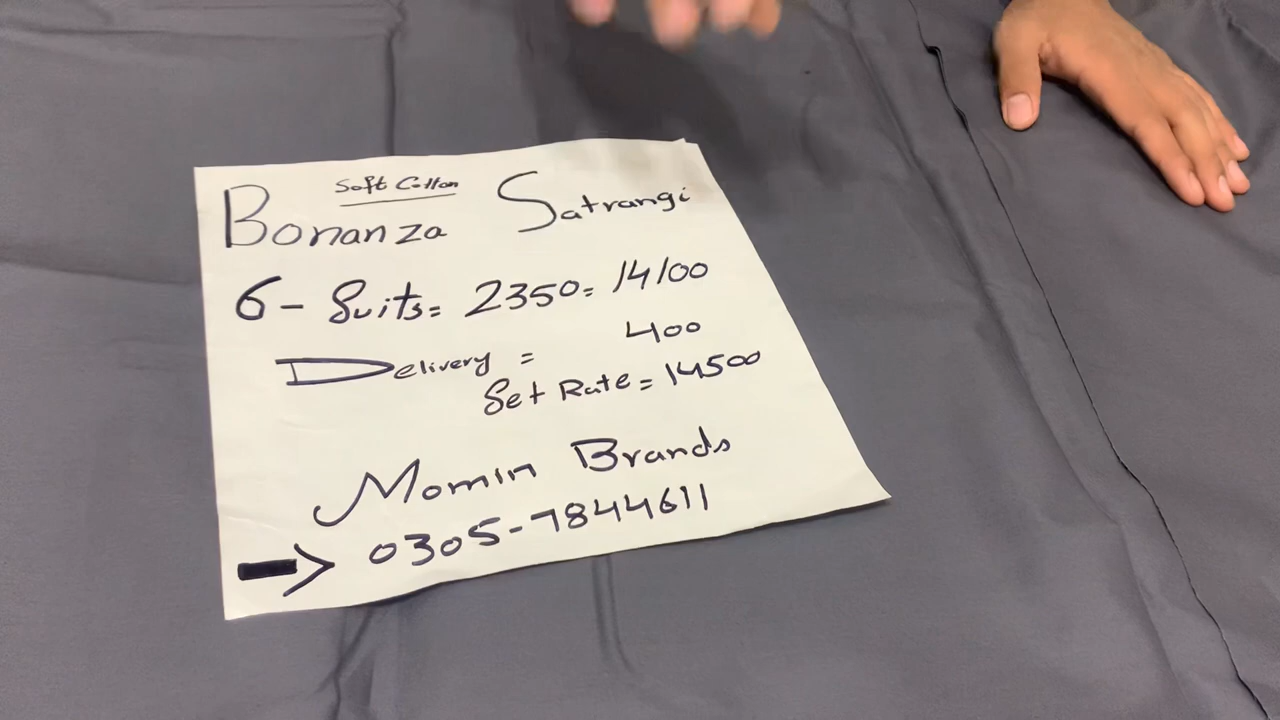 Soft Cotton
Bonanza Satrangi
6- Suits= 2350= 14100
Delivery = 400
Set Rate = 14500
Momin Brands
0305-7844611